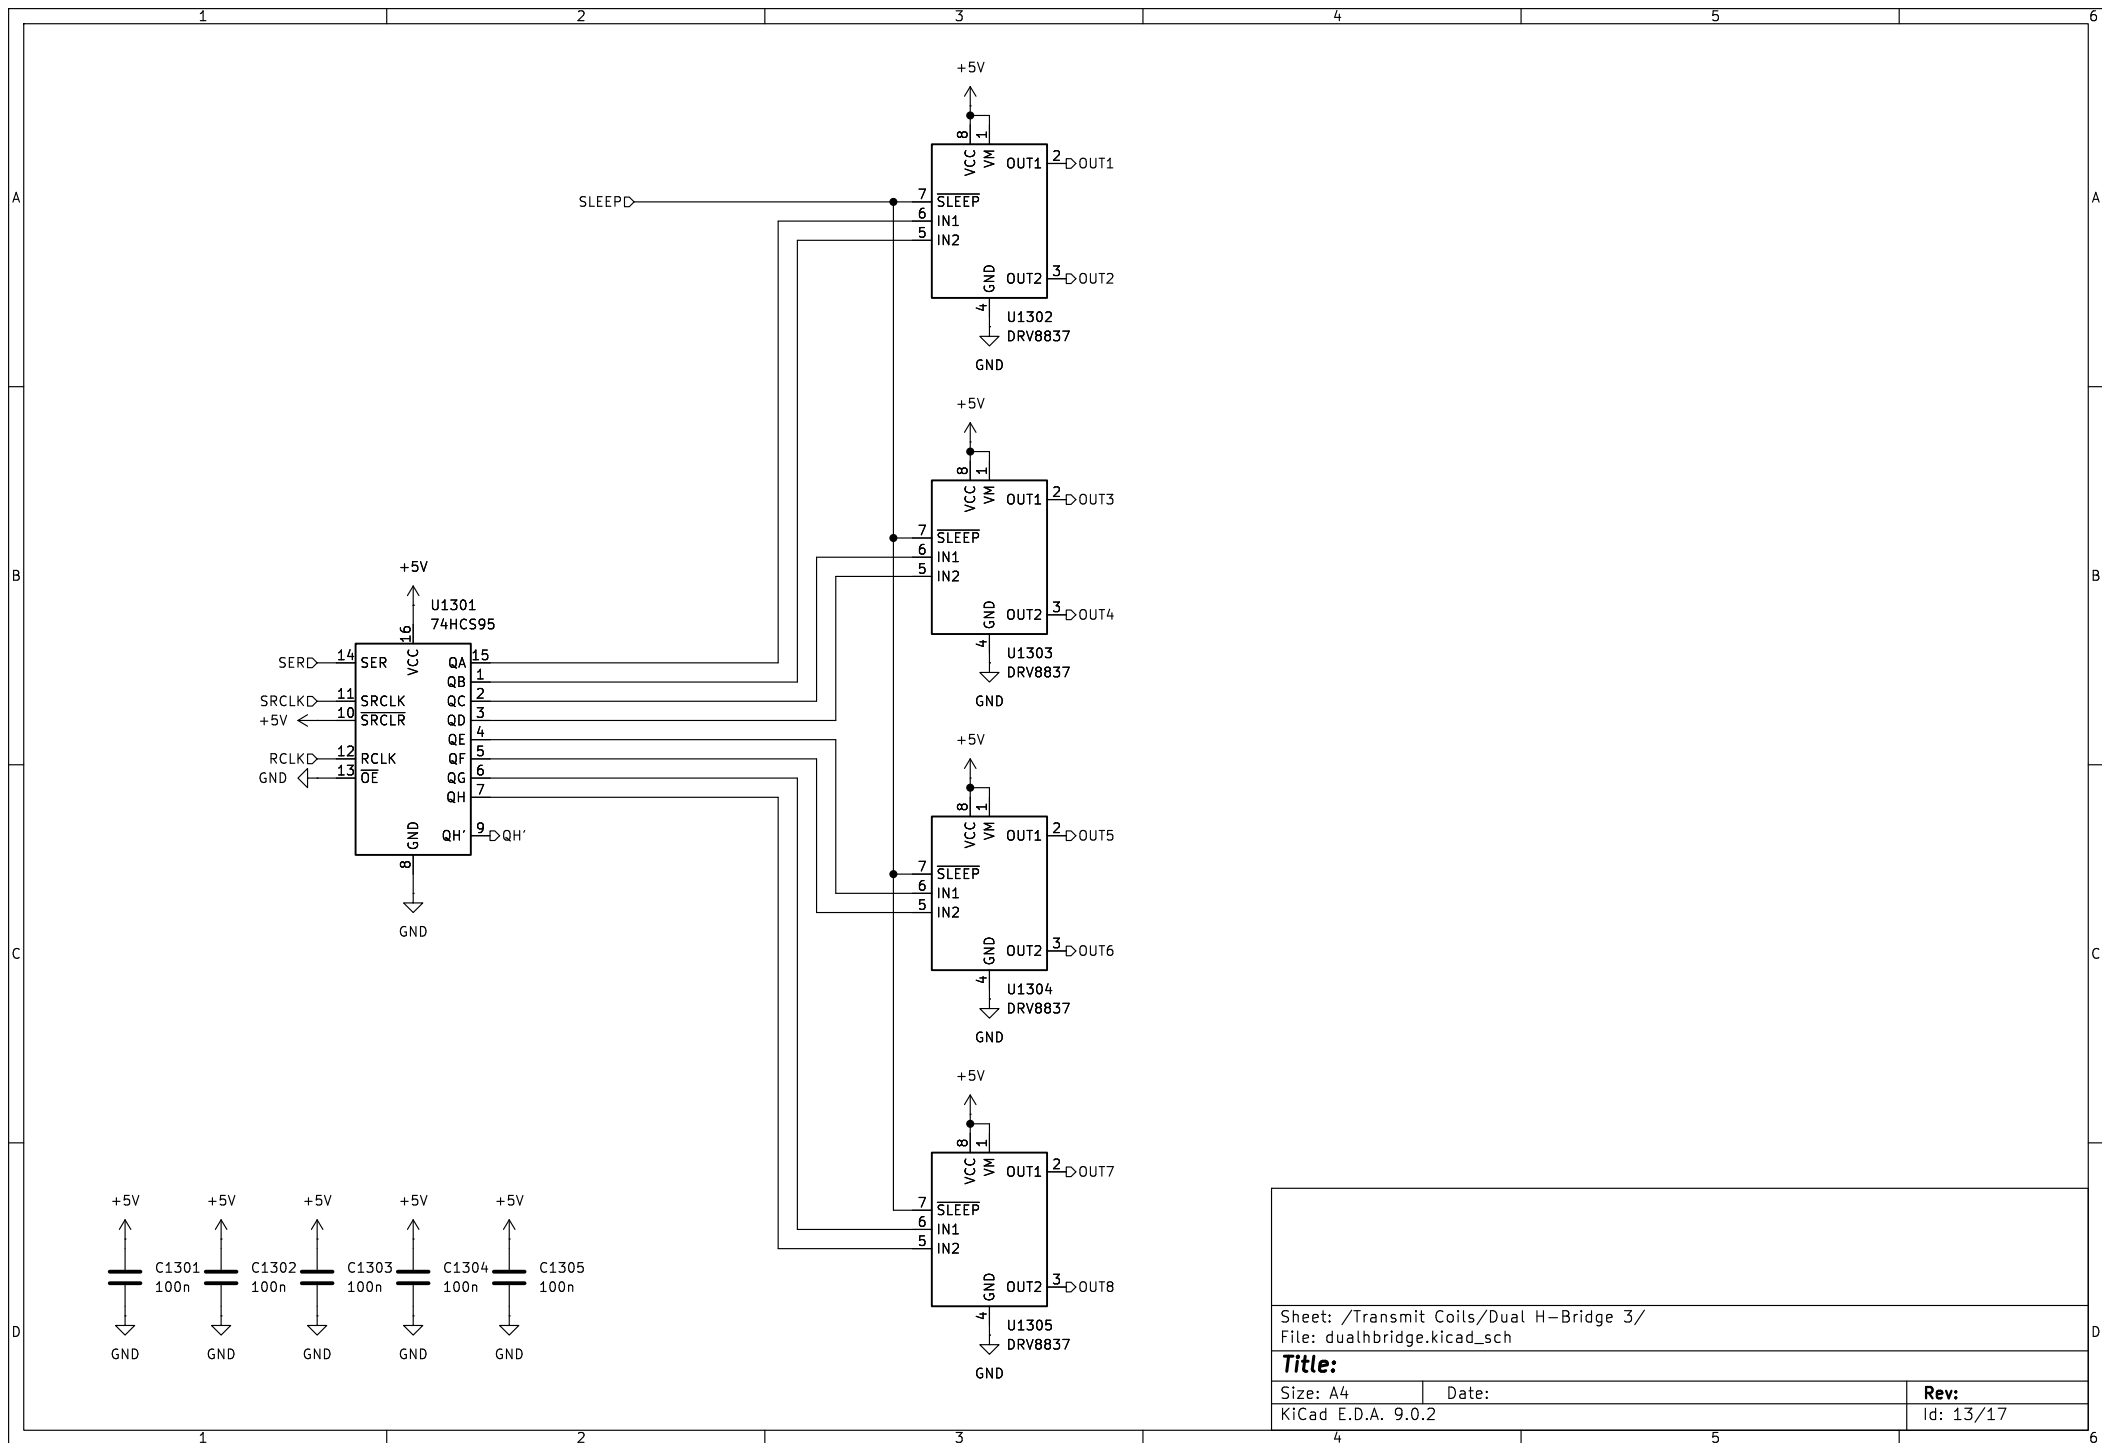 1 2 3 4 5 6
+5V
8 1
VCC VM OUT1 2 OUT1
A A
SLEEP 7 SLEEP
6 IN1
5 IN2
GND OUT2 3 OUT2
4
U1302
DRV8837
GND
+5V
8 1
VCC VM OUT1 2 OUT3
7 SLEEP
6 IN1
5 IN2
B B
GND OUT2 3 OUT4
4
U1303
DRV8837
GND
+5V
U1301
74HCS95
16
SER 14 SER VCC QA 15
QB 1
SRCLK 11 SRCLK QC 2
+5V 10 SRCLR QD 3
QE 4
RCLK 12 RCLK QF 5
GND 13 OE QG 6
QH 7
GND QH' 9 QH'
8
GND
+5V
8 1
VCC VM OUT1 2 OUT5
7 SLEEP
6 IN1
5 IN2
C C
GND OUT2 3 OUT6
4
U1304
DRV8837
GND
+5V
8 1
VCC VM OUT1 2 OUT7
7 SLEEP
6 IN1
5 IN2
GND OUT2 3 OUT8
4
U1305
DRV8837
GND
+5V +5V +5V +5V +5V
C1301 C1302 C1303 C1304 C1305
100n 100n 100n 100n 100n
GND GND GND GND GND
D D
Sheet: /Transmit Coils/Dual H-Bridge 3/
File: dualhbridge.kicad_sch
Title:
Size: A4 Date: Rev:
KiCad E.D.A. 9.0.2 Id: 13/17
1 2 3 4 5 6